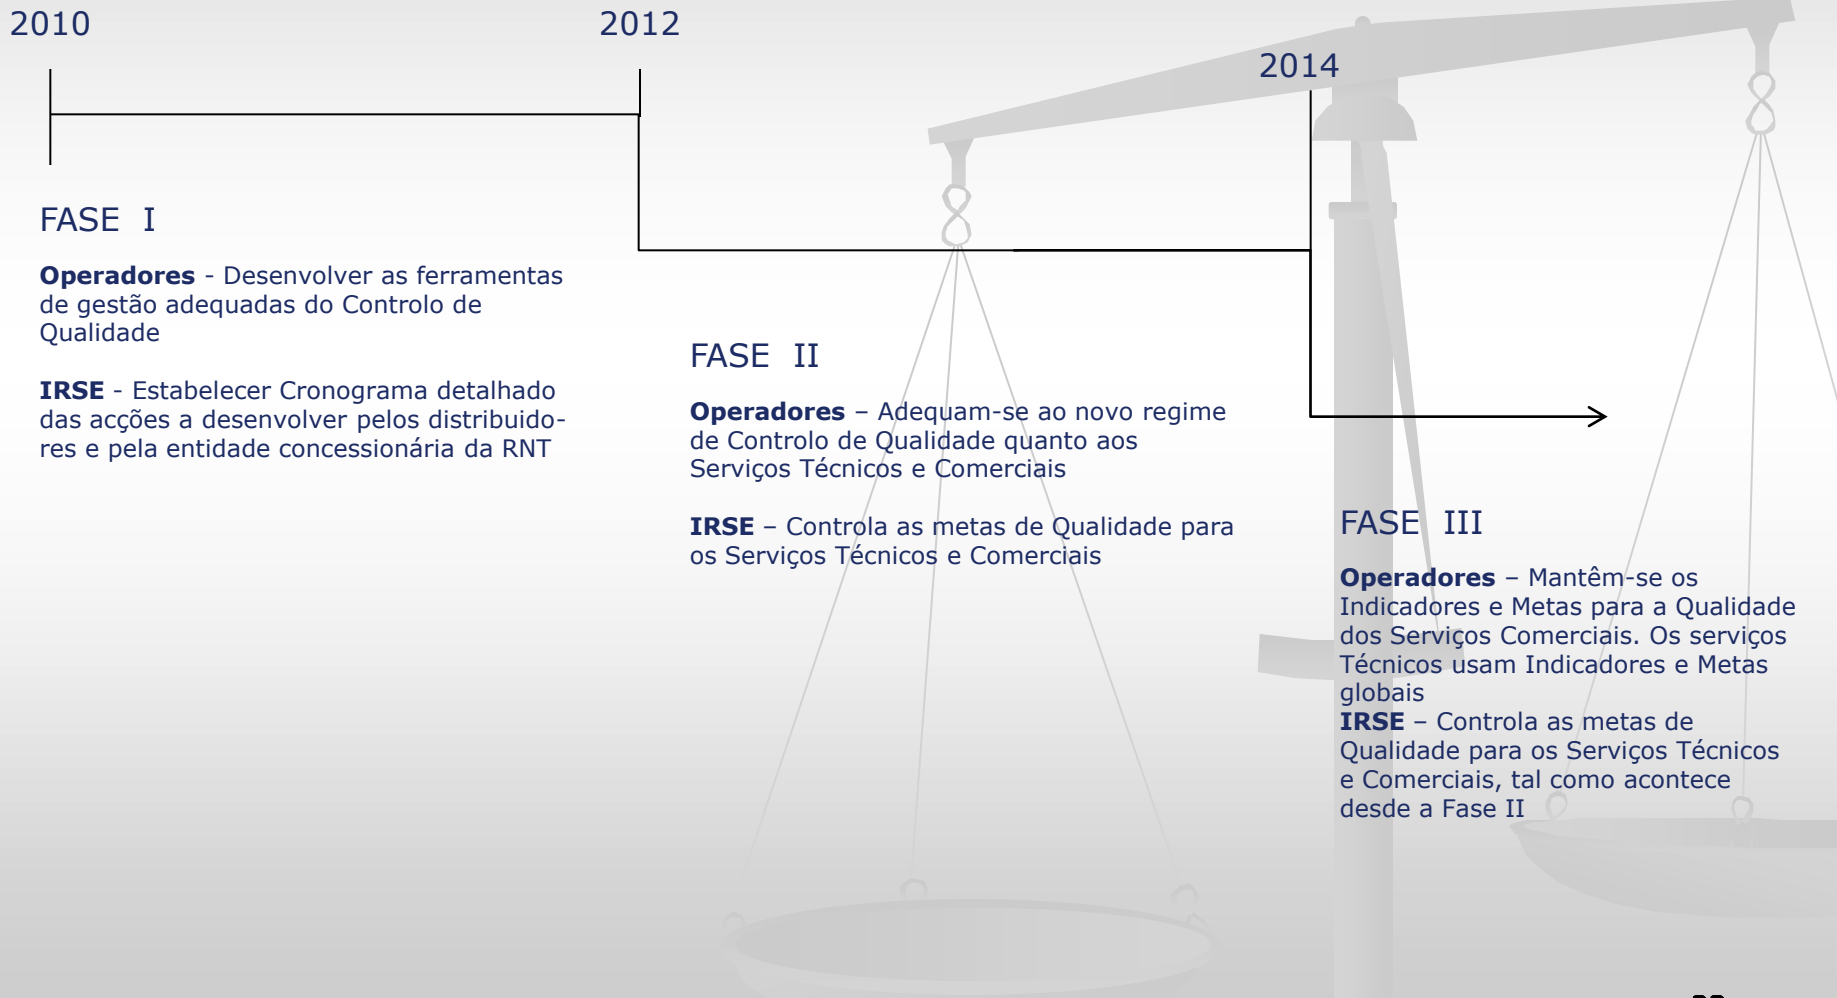 2010
2012
2014
FASE I
Operadores - Desenvolver as ferramentas
de gestão adequadas do Controlo de
Qualidade
IRSE - Estabelecer Cronograma detalhado
das acções a desenvolver pelos distribuido-
res e pela entidade concessionária da RNT
FASE II
Operadores – Adequam-se ao novo regime
de Controlo de Qualidade quanto aos
Serviços Técnicos e Comerciais
IRSE – Controla as metas de Qualidade para
os Serviços Técnicos e Comerciais
FASE III
Operadores – Mantêm-se os
Indicadores e Metas para a Qualidade
dos Serviços Comerciais. Os serviços
Técnicos usam Indicadores e Metas
globais
IRSE – Controla as metas de
Qualidade para os Serviços Técnicos
e Comerciais, tal como acontece
desde a Fase II